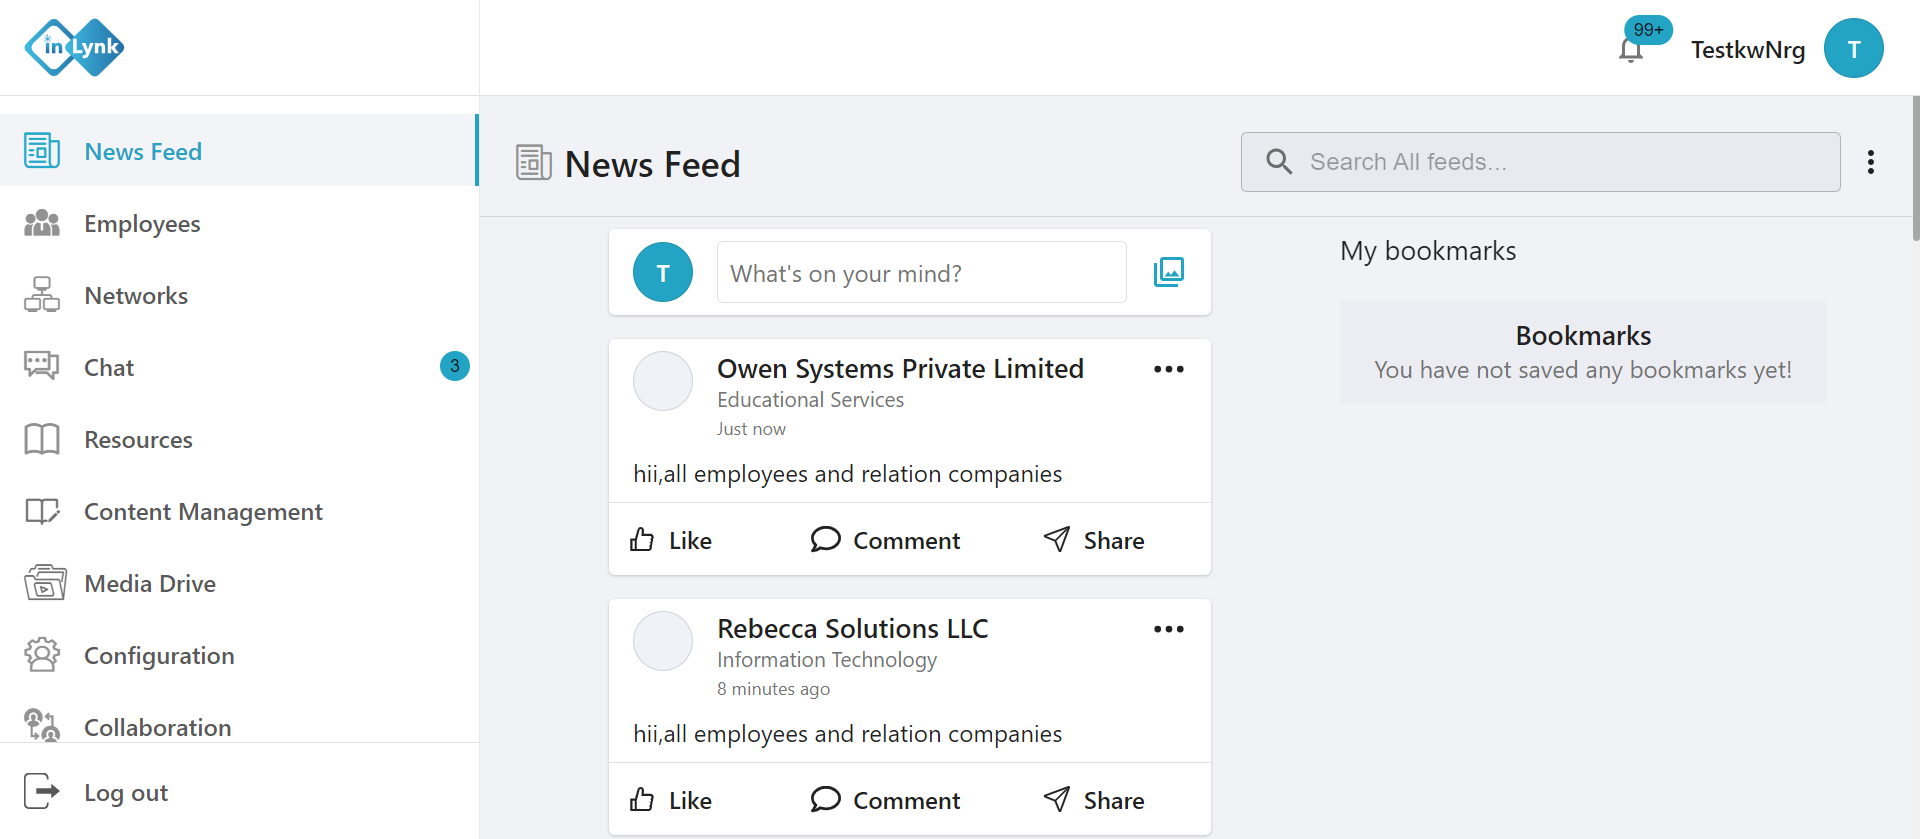 in Lynk
99+
TestkwNrg
T
News Feed
Employees
Networks
Chat
3
Resources
Content Management
Media Drive
Configuration
Collaboration
Log out
News Feed
Search All feeds...
T
What's on your mind?
Owen Systems Private Limited
Educational Services
Just now
hii,all employees and relation companies
Like
Comment
Share
Rebecca Solutions LLC
Information Technology
8 minutes ago
hii,all employees and relation companies
Like
Comment
Share
My bookmarks
Bookmarks
You have not saved any bookmarks yet!